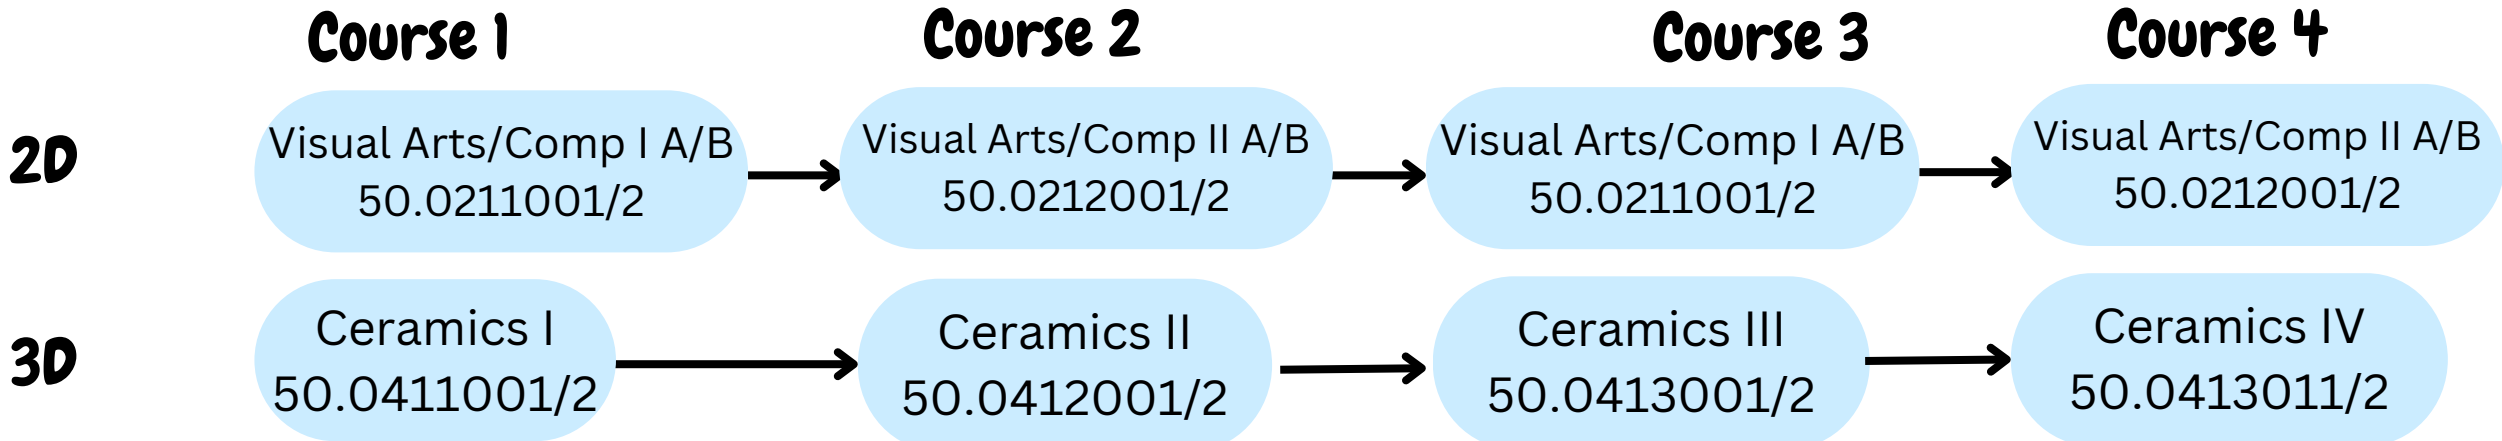 Course 1
Course 2
Course 3
Course 4
2D
Visual Arts/Comp I A/B
50.0211001/2
Visual Arts/Comp II A/B
50.0212001/2
Visual Arts/Comp I A/B
50.0211001/2
Visual Arts/Comp II A/B
50.0212001/2
3D
Ceramics I
50.0411001/2
Ceramics II
50.0412001/2
Ceramics III
50.0413001/2
Ceramics IV
50.0413011/2